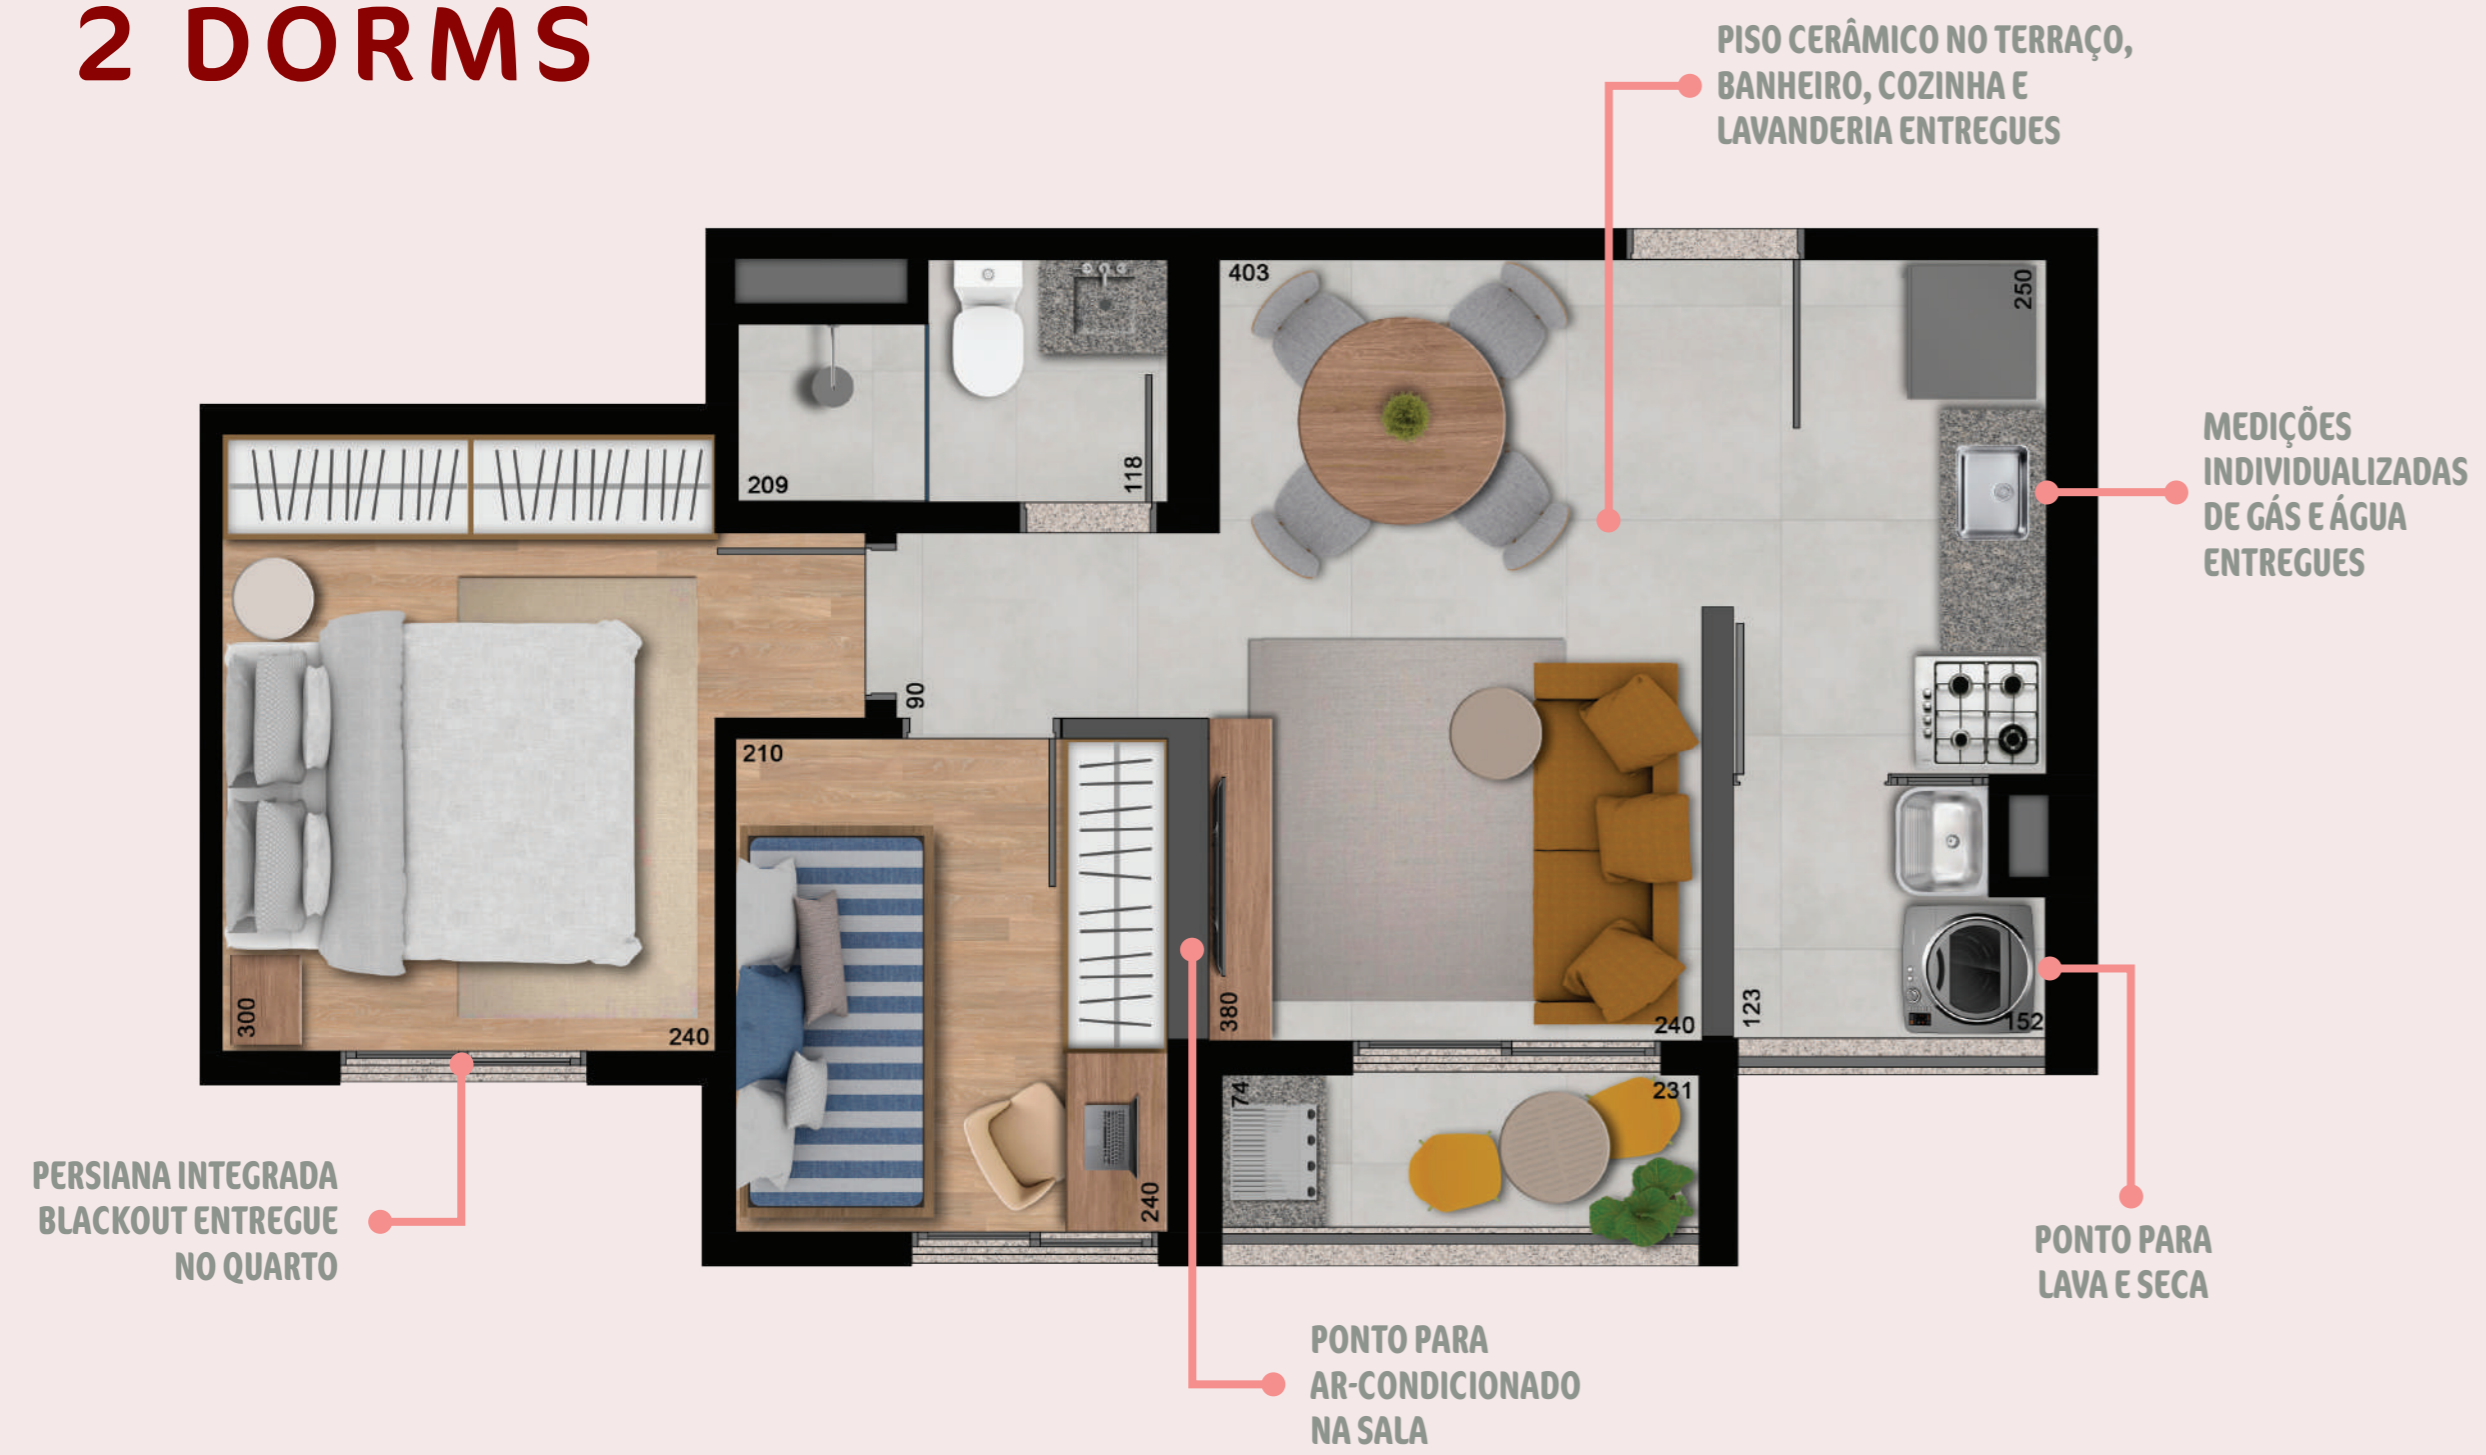 2 DORMS
PISO CERÂMICO NO TERRAÇO,
BANHEIRO, COZINHA E
LAVANDERIA ENTREGUES
403
250
209
118
MEDIÇÕES
INDIVIDUALIZADAS
DE GÁS E ÁGUA
ENTREGUES
90
210
300
240
380
240
123
152
74
231
240
PERSIANA INTEGRADA
BLACKOUT ENTREGUE
NO QUARTO
PONTO PARA
LAVA E SECA
PONTO PARA
AR-CONDICIONADO
NA SALA